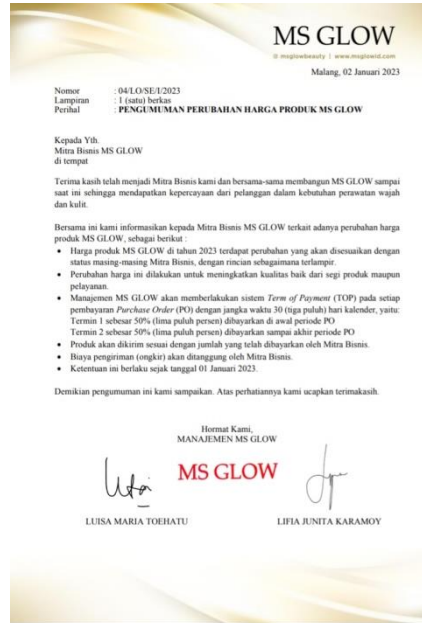 MS GLOW
© msglowbeauty | www.msglowid.com
Malang, 02 Januari 2023
Nomor : 04/LO/SE/I/2023
Lampiran : 1 (satu) berkas
Perihal : PENGUMUMAN PERUBAHAN HARGA PRODUK MS GLOW
Kepada Yth.
Mitra Bisnis MS GLOW
di tempat
Terima kasih telah menjadi Mitra Bisnis kami dan bersama-sama membangun MS GLOW sampai
saat ini sehingga mendapatkan kepercayaan dari pelanggan dalam kebutuhan perawatan wajah
dan kulit.
Bersama ini kami informasikan kepada Mitra Bisnis MS GLOW terkait adanya perubahan harga
produk MS GLOW, sebagai berikut :
• Harga produk MS GLOW di tahun 2023 terdapat perubahan yang akan disesuaikan dengan
status masing-masing Mitra Bisnis, dengan rincian sebagaimana terlampir.
• Perubahan harga ini dilakukan untuk meningkatkan kualitas baik dari segi produk maupun
pelayanan.
• Manajemen MS GLOW akan memberlakukan sistem Term of Payment (TOP) pada setiap
pembayaran Purchase Order (PO) dengan jangka waktu 30 (tiga puluh) hari kalender, yaitu:
Termin 1 sebesar 50% (lima puluh persen) dibayarkan di awal periode PO
Termin 2 sebesar 50% (lima puluh persen) dibayarkan sampai akhir periode PO
• Produk akan dikirim sesuai dengan jumlah yang telah dibayarkan oleh Mitra Bisnis.
• Biaya pengiriman (ongkir) akan ditanggung oleh Mitra Bisnis.
• Ketentuan ini berlaku sejak tanggal 01 Januari 2023.
Demikian pengumuman ini kami sampaikan. Atas perhatiannya kami ucapkan terimakasih.
Hormat Kami,
MANAJEMEN MS GLOW
MS GLOW
LUISA MARIA TOEHATU LIFIA JUNITA KARAMOY